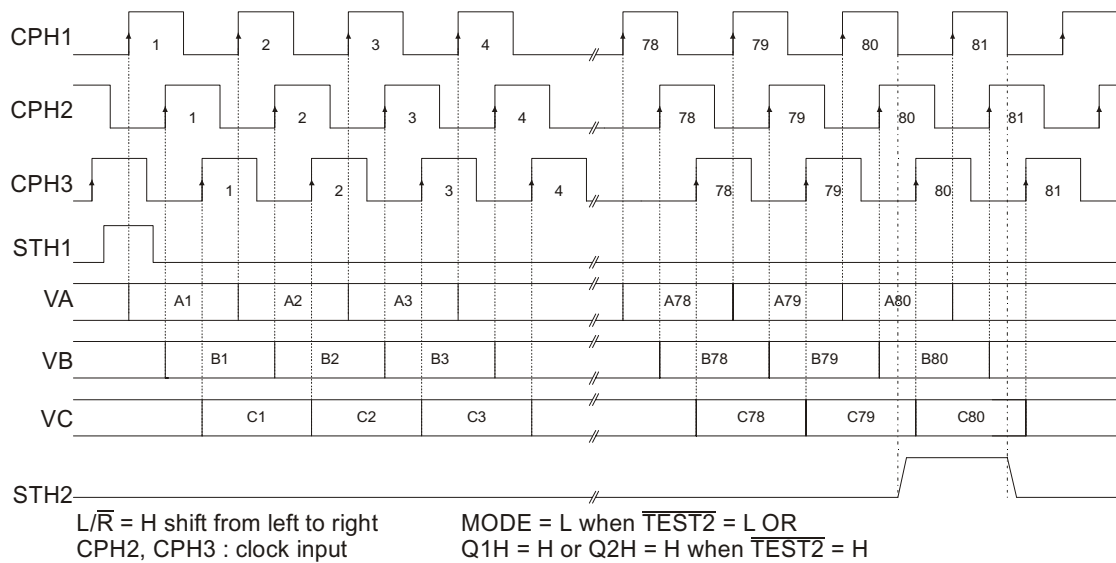 CPH1 1 2 3 4 78 79 80 81
CPH2 1 2 3 4 78 79 80 81
CPH3 1 2 3 4 78 79 80 81
STH1
VA A1 A2 A3 A78 A79 A80
VB B1 B2 B3 B78 B79 B80
VC C1 C2 C3 C78 C79 C80
STH2
L/R̅ = H shift from left to right MODE = L when T̅E̅S̅T̅2̅ = L OR
CPH2, CPH3 : clock input Q1H = H or Q2H = H when T̅E̅S̅T̅2̅ = H